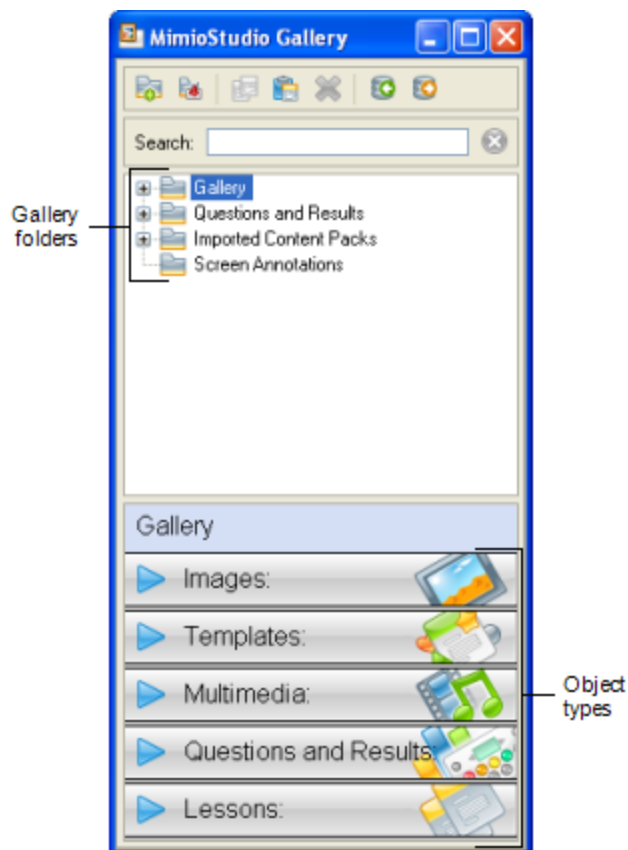 MimioStudio Gallery
Search:
Gallery
Questions and Results
Imported Content Packs
Screen Annotations
Gallery
folders
Gallery
Images:
Templates:
Multimedia:
Questions and Results:
Lessons:
Object
types